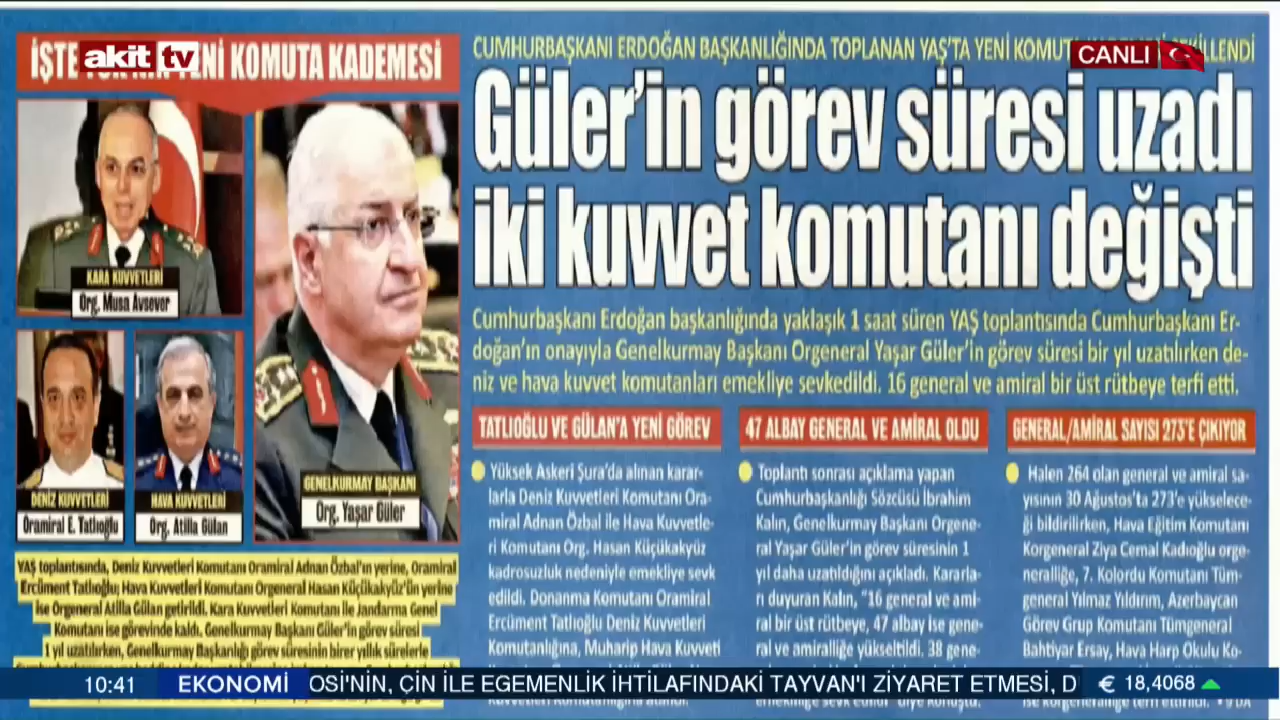 akit tv
CANLI
İŞTE YENİ KOMUTA KADEMESİ
KARA KUVVETLERİ
Org. Musa Avsever
DENİZ KUVVETLERİ
Oramiral E. Tatlıoğlu
HAVA KUVVETLERİ
Org. Atilla Gülan
GENELKURMAY BAŞKANI
Org. Yaşar Güler
YAŞ toplantısında, Deniz Kuvvetleri Komutanı Oramiral Adnan Özbal'ın yerine, Oramiral
Ercüment Tatlıoğlu; Hava Kuvvetleri Komutanı Orgeneral Hasan Küçükakyüz'ün yerine
ise Orgeneral Atilla Gülan getirildi. Kara Kuvvetleri Komutanı ile Jandarma Genel
Komutanı ise görevinde kaldı. Genelkurmay Başkanı Güler'in görev süresi
1 yıl uzatılırken, Genelkurmay Başkanlığı görev süresinin birer yıllık sürelerle
CUMHURBAŞKANI ERDOĞAN BAŞKANLIĞINDA TOPLANAN YAŞ'TA YENİ
Güler'in görev süresi uzadı
iki kuvvet komutanı değişti
Cumhurbaşkanı Erdoğan başkanlığında yaklaşık 1 saat süren YAŞ toplantısında Cumhurbaşkanı Er-
doğan'ın onayıyla Genelkurmay Başkanı Orgeneral Yaşar Güler'in görev süresi bir yıl uzatılırken de-
niz ve hava kuvvet komutanları emekliye sevkedildi. 16 general ve amiral bir üst rütbeye terfi etti.
TATLIOĞLU VE GÜLAN'A YENİ GÖREV
Yüksek Askeri Şura'da alınan karar-
larla Deniz Kuvvetleri Komutanı Ora-
miral Adnan Özbal ile Hava Kuvvetle-
ri Komutanı Org. Hasan Küçükakyüz
kadrosuzluk nedeniyle emekliye sevk
edildi. Donanma Komutanı Oramiral
Ercüment Tatlıoğlu Deniz Kuvvetleri
Komutanlığına, Muharip Hava Kuvveti
47 ALBAY GENERAL VE AMİRAL OLDU
Toplantı sonrası açıklama yapan
Cumhurbaşkanlığı Sözcüsü İbrahim
Kalın, Genelkurmay Başkanı Orgene-
ral Yaşar Güler'in görev süresinin 1
yıl daha uzatıldığını açıkladı. Kararla-
rı duyuran Kalın, "16 general ve ami-
ral bir üst rütbeye, 47 albay ise gene-
ral ve amiralliğe yükseltildi. 38 gene-
GENERAL/AMİRAL SAYISI 273'E ÇIKIYOR
Halen 264 olan general ve amiral sa-
yısının 30 Ağustos'ta 273'e yükselece-
ği bildirilirken, Hava Eğitim Komutanı
Korgeneral Ziya Cemal Kadıoğlu orge-
neralliğe, 7. Kolordu Komutanı Tüm-
general Yılmaz Yıldırım, Azerbaycan
Görev Grup Komutanı Tümgeneral
Bahtiyar Ersay, Hava Harp Okulu Ko-
10:41 EKONOMİ OSİ'NİN, ÇİN İLE EGEMENLİK İHTİLAFINDAKİ TAYVAN'I ZİYARET ETMESİ, D € 18,4068